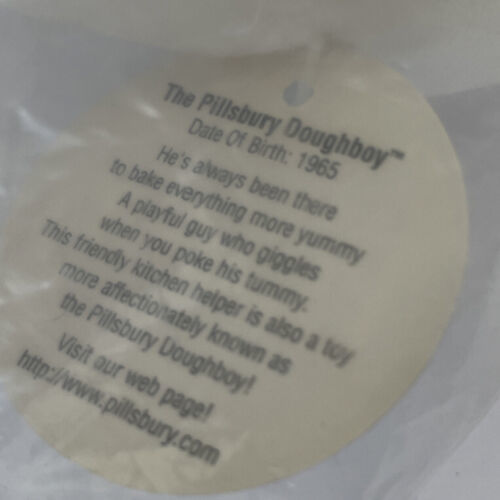 The Pillsbury Doughboy™
Date Of Birth: 1965
He's always been there
to bake everything more yummy
A playful guy who giggles
when you poke his tummy.
This friendly kitchen helper is also a toy
more affectionately known as
the Pillsbury Doughboy!
Visit our web page!
http://www.pillsbury.com